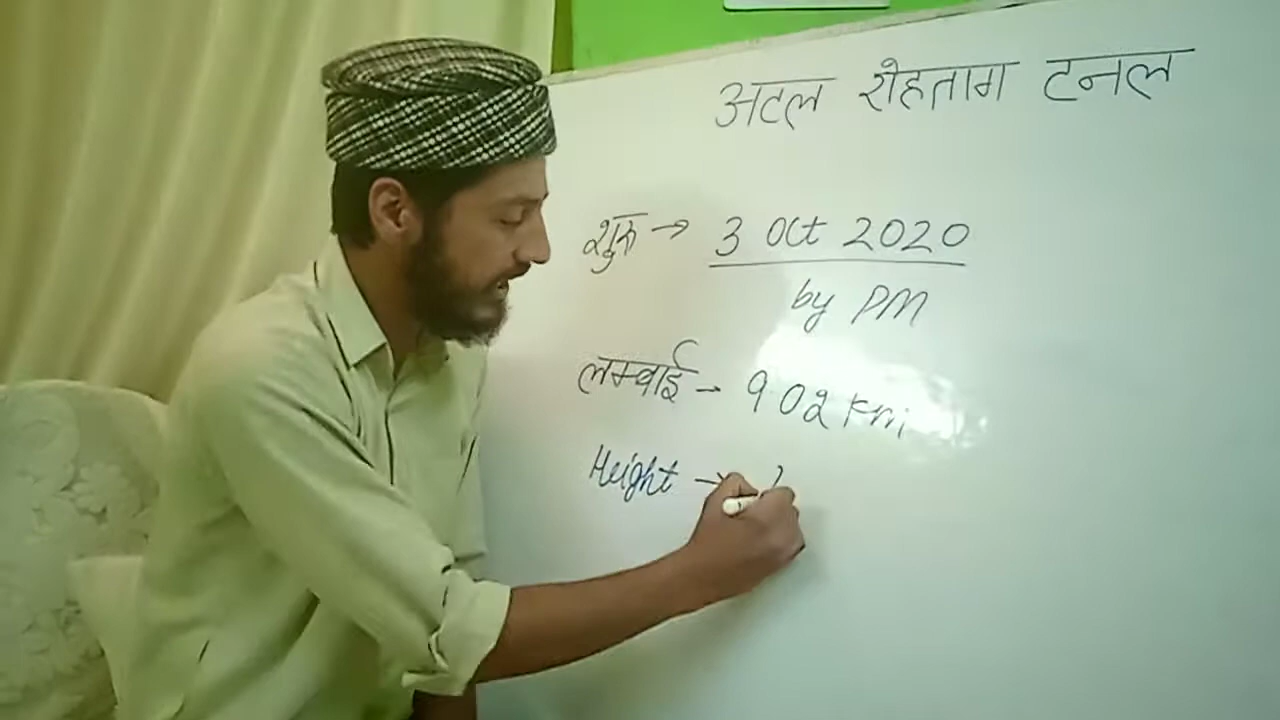 अटल रोहताग टनल
शुरू → 3 Oct 2020
by PM
लम्बाई → 9.02 Km
Height →